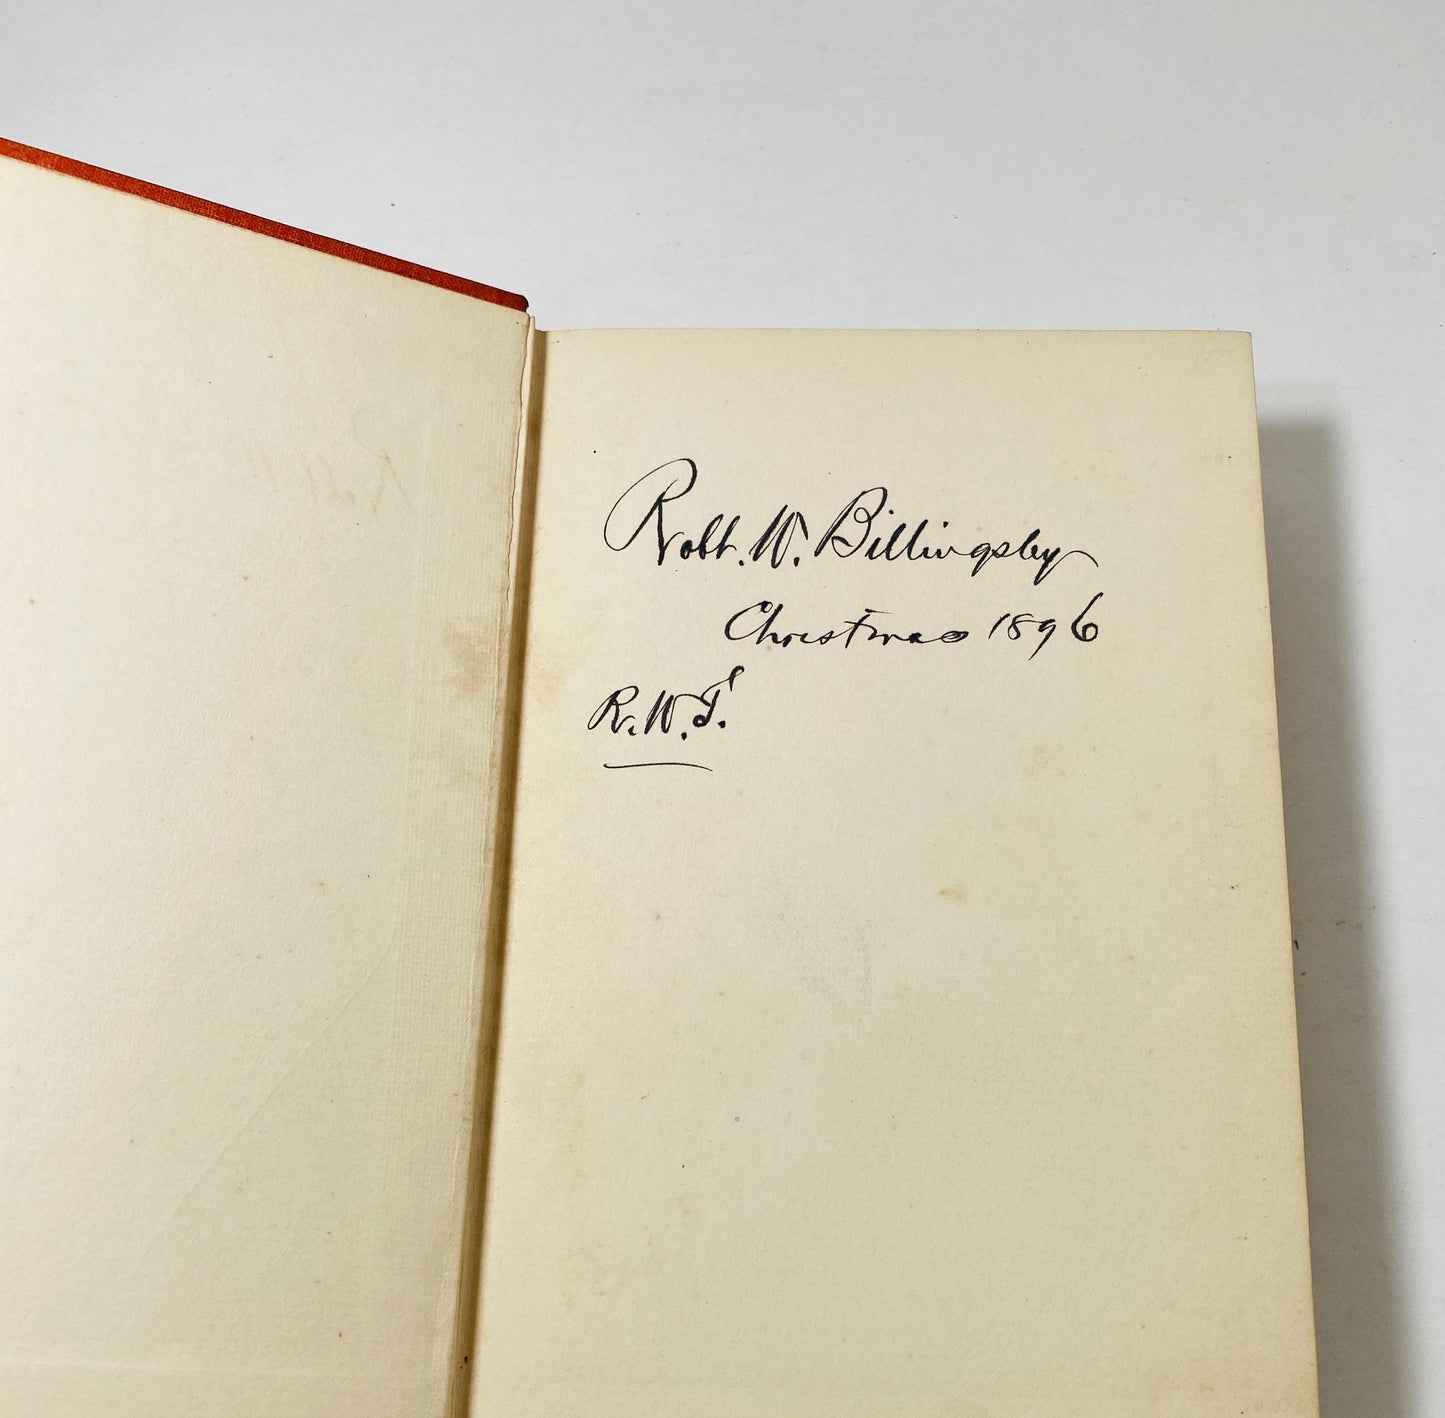 Robt. W. Billingsley
Christmas 1896
R.W.T.